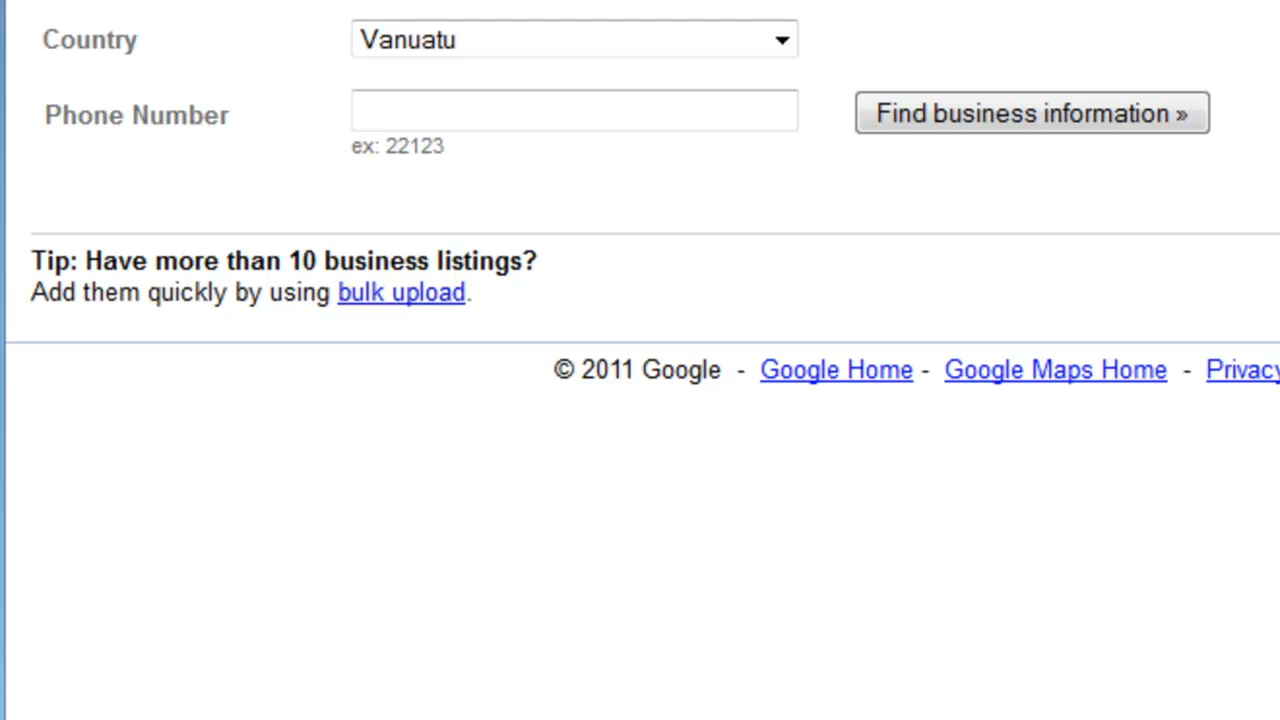 Country Vanuatu
Phone Number Find business information »
ex: 22123
Tip: Have more than 10 business listings?
Add them quickly by using bulk upload.
© 2011 Google - Google Home - Google Maps Home - Privacy